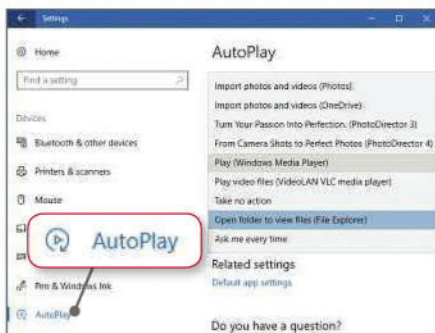 Settings
Home
Find a setting
Devices
Bluetooth & other devices
Printers & scanners
Mouse
AutoPlay
Pen & Windows Ink
AutoPlay
AutoPlay
Import photos and videos (Photos)
Import photos and videos (OneDrive)
Turn Your Passion Into Perfection. (PhotoDirector 3)
From Camera Shots to Perfect Photos (PhotoDirector 4)
Play (Windows Media Player)
Play video files (VideoLAN VLC media player)
Take no action
Open folder to view files (File Explorer)
Ask me every time
Related settings
Default app settings
Do you have a question?